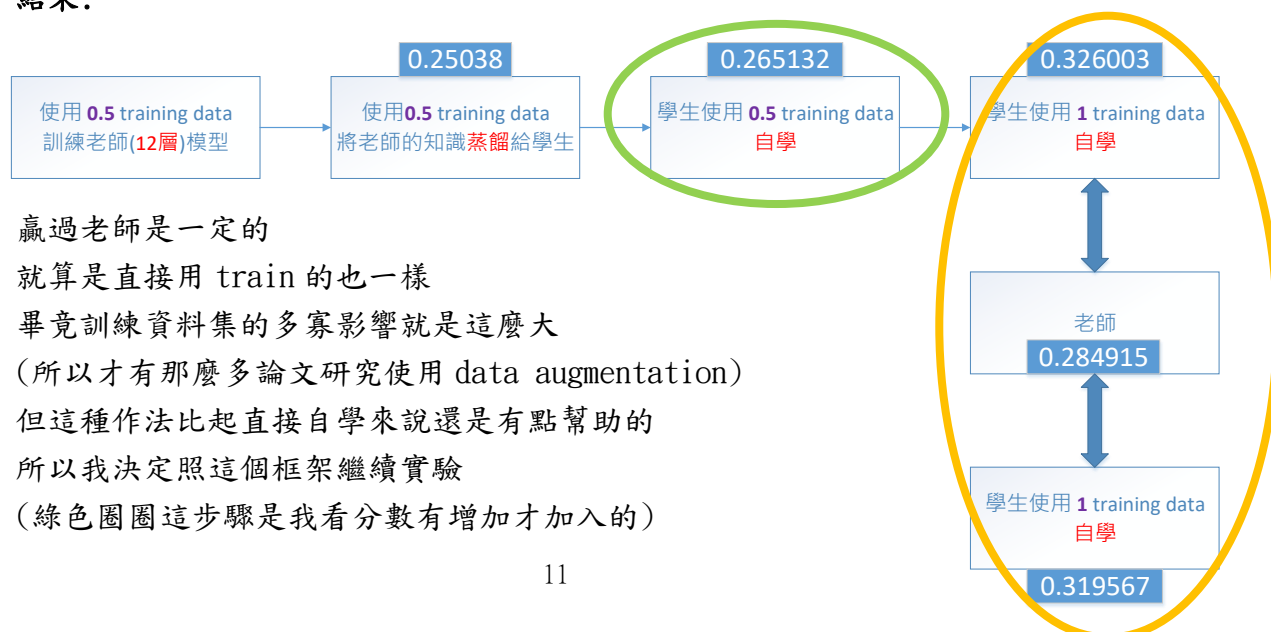 結果:
0.25038
0.265132
0.326003
使用 0.5 training data
訓練老師(12層)模型
使用0.5 training data
將老師的知識蒸餾給學生
學生使用 0.5 training data
自學
學生使用 1 training data
自學
贏過老師是一定的
就算是直接用 train 的也一樣
畢竟訓練資料集的多寡影響就是這麼大
(所以才有那麼多論文研究使用 data augmentation)
但這種作法比起直接自學來說還是有點幫助的
所以我決定照這個框架繼續實驗
(綠色圈圈這步驟是我看分數有增加才加入的)
老師
0.284915
學生使用 1 training data
自學
0.319567
11